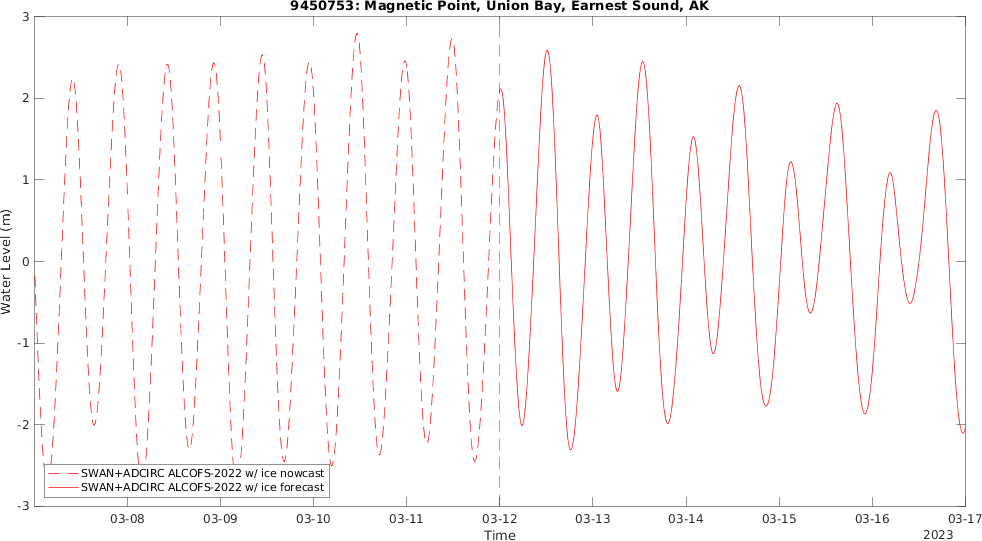 9450753: Magnetic Point, Union Bay, Earnest Sound, AK
3
2
1
0
-1
-2
-3
Water Level (m)
SWAN+ADCIRC ALCOFS-2022 w/ ice nowcast
SWAN+ADCIRC ALCOFS-2022 w/ ice forecast
03-08 03-09 03-10 03-11 03-12 03-13 03-14 03-15 03-16 03-17
Time
2023